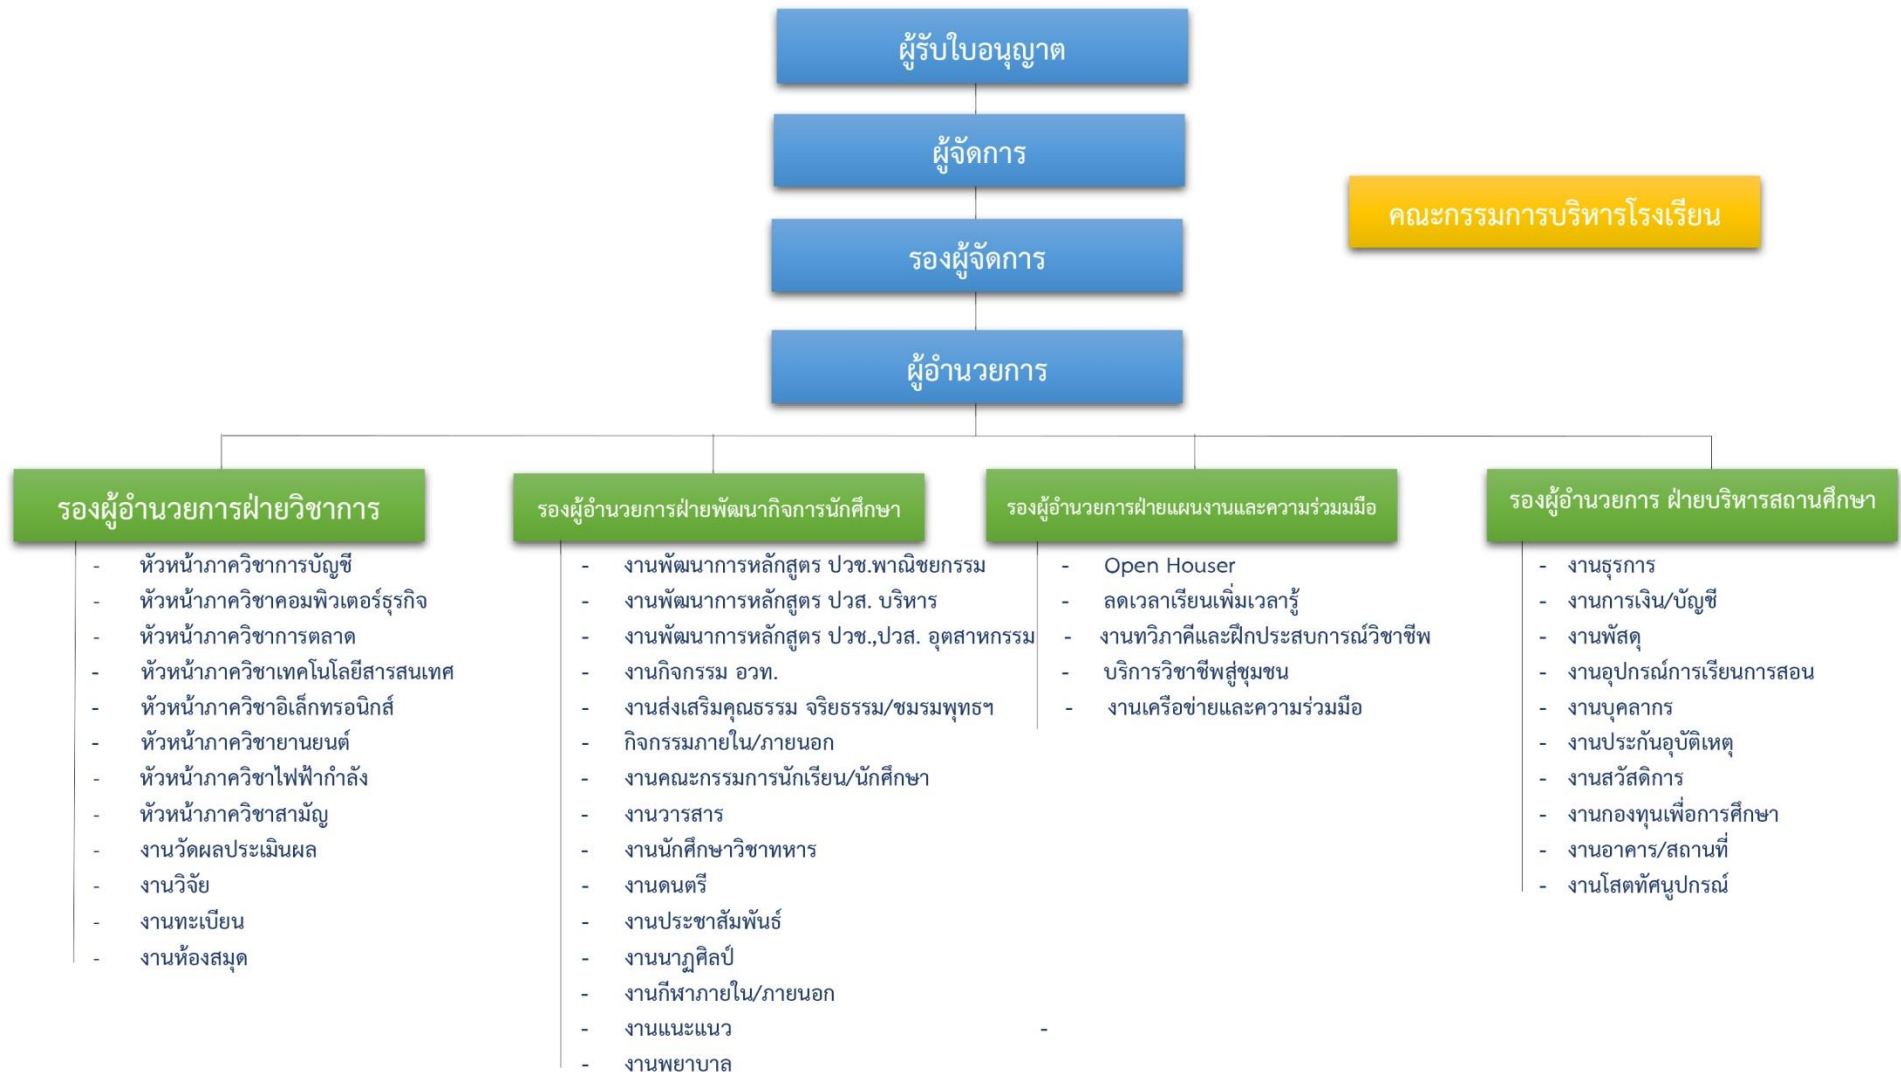 ผู้รับใบอนุญาต
ผู้จัดการ
คณะกรรมการบริหารโรงเรียน
รองผู้จัดการ
ผู้อำนวยการ
รองผู้อำนวยการฝ่ายวิชาการ
- หัวหน้าภาควิชาการบัญชี
- หัวหน้าภาควิชาคอมพิวเตอร์ธุรกิจ
- หัวหน้าภาควิชาการตลาด
- หัวหน้าภาควิชาเทคโนโลยีสารสนเทศ
- หัวหน้าภาควิชาอิเล็กทรอนิกส์
- หัวหน้าภาควิชายานยนต์
- หัวหน้าภาควิชาไฟฟ้ากำลัง
- หัวหน้าภาควิชาสามัญ
- งานวัดผลประเมินผล
- งานวิจัย
- งานทะเบียน
- งานห้องสมุด
รองผู้อำนวยการฝ่ายพัฒนากิจการนักศึกษา
- งานพัฒนาการหลักสูตร ปวช.พาณิชยกรรม
- งานพัฒนาการหลักสูตร ปวส. บริหาร
- งานพัฒนาการหลักสูตร ปวช.,ปวส. อุตสาหกรรม
- งานกิจกรรม อวท.
- งานส่งเสริมคุณธรรม จริยธรรม/ชมรมพุทธฯ
- กิจกรรมภายใน/ภายนอก
- งานคณะกรรมการนักเรียน/นักศึกษา
- งานวารสาร
- งานนักศึกษาวิชาทหาร
- งานดนตรี
- งานประชาสัมพันธ์
- งานนาฏศิลป์
- งานกีฬาภายใน/ภายนอก
- งานแนะแนว
- งานพยาบาล
รองผู้อำนวยการฝ่ายแผนงานและความร่วมมมือ
- Open Houser
- ลดเวลาเรียนเพิ่มเวลารู้
- งานทวิภาคีและฝึกประสบการณ์วิชาชีพ
- บริการวิชาชีพสู่ชุมชน
- งานเครือข่ายและความร่วมมือ
-
รองผู้อำนวยการ ฝ่ายบริหารสถานศึกษา
- งานธุรการ
- งานการเงิน/บัญชี
- งานพัสดุ
- งานอุปกรณ์การเรียนการสอน
- งานบุคลากร
- งานประกันอุบัติเหตุ
- งานสวัสดิการ
- งานกองทุนเพื่อการศึกษา
- งานอาคาร/สถานที่
- งานโสตทัศนูปกรณ์